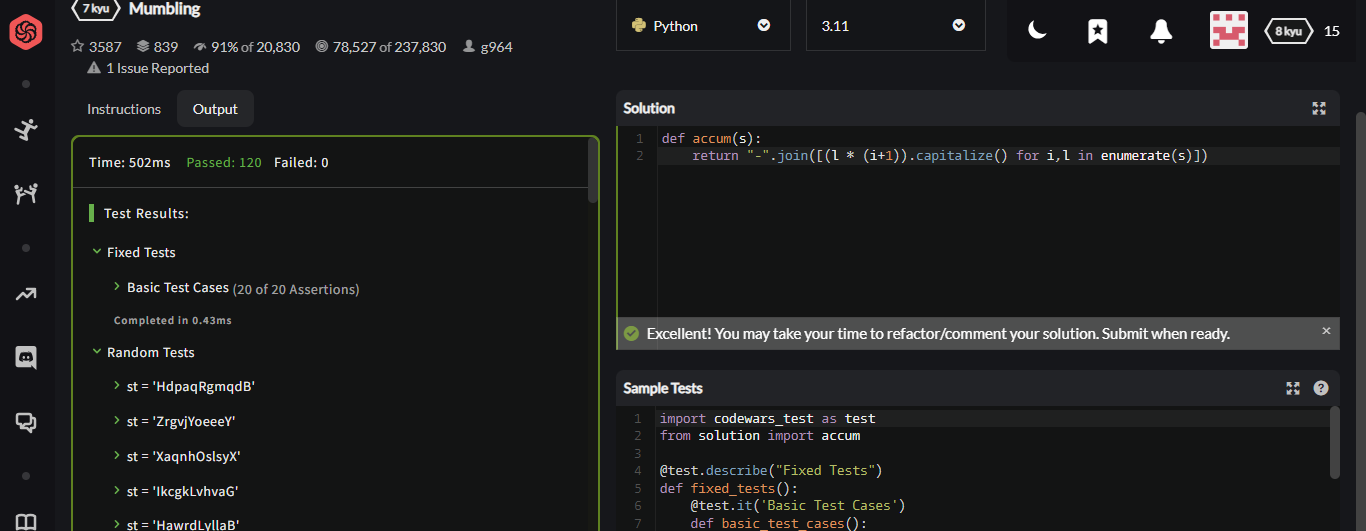 7 kyu Mumbling
3587 839 91% of 20,830 78,527 of 237,830 g964
1 Issue Reported
Instructions Output
Time: 502ms Passed: 120 Failed: 0
Test Results:
Fixed Tests
Basic Test Cases (20 of 20 Assertions)
Completed in 0.43ms
Random Tests
st = 'HdpaqRgmqdB'
st = 'ZrgvjYoeeeY'
st = 'XaqnhOslsyX'
st = 'IkcgkLvhvaG'
st = 'HawrdLyllaB'
Python 3.11
8 kyu 15
Solution
1 def accum(s):
2 return "-".join([(l * (i+1)).capitalize() for i,l in enumerate(s)])
Excellent! You may take your time to refactor/comment your solution. Submit when ready. ×
Sample Tests ?
1 import codewars_test as test
2 from solution import accum
3
4 @test.describe("Fixed Tests")
5 def fixed_tests():
6 @test.it('Basic Test Cases')
7 def basic_test_cases():